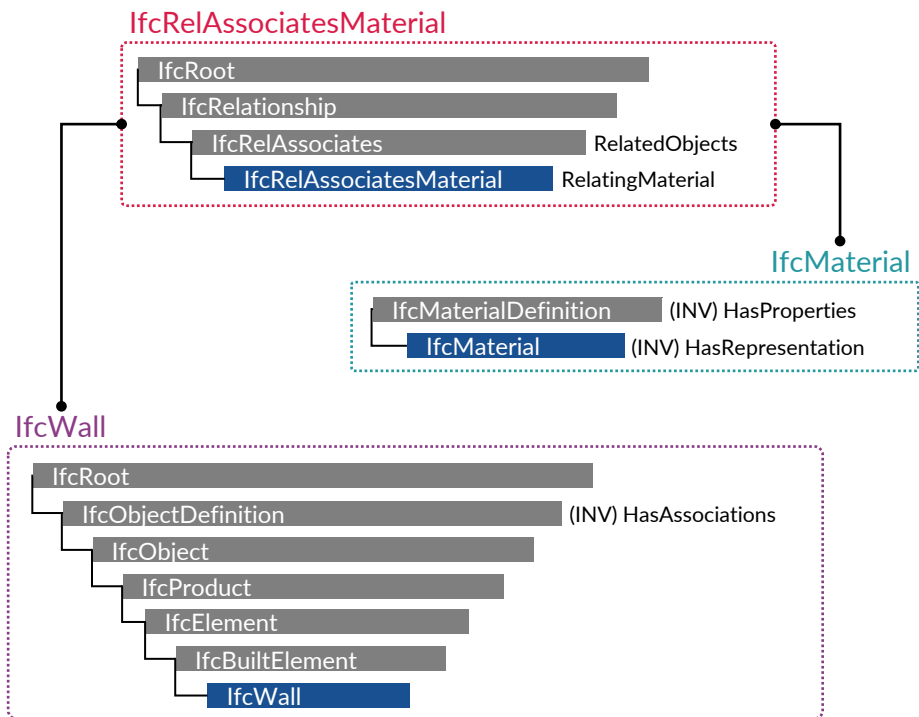 IfcRelAssociatesMaterial
IfcRoot
IfcRelationship
IfcRelAssociates RelatedObjects
IfcRelAssociatesMaterial RelatingMaterial
IfcMaterial
IfcMaterialDefinition (INV) HasProperties
IfcMaterial (INV) HasRepresentation
IfcWall
IfcRoot
IfcObjectDefinition (INV) HasAssociations
IfcObject
IfcProduct
IfcElement
IfcBuiltElement
IfcWall